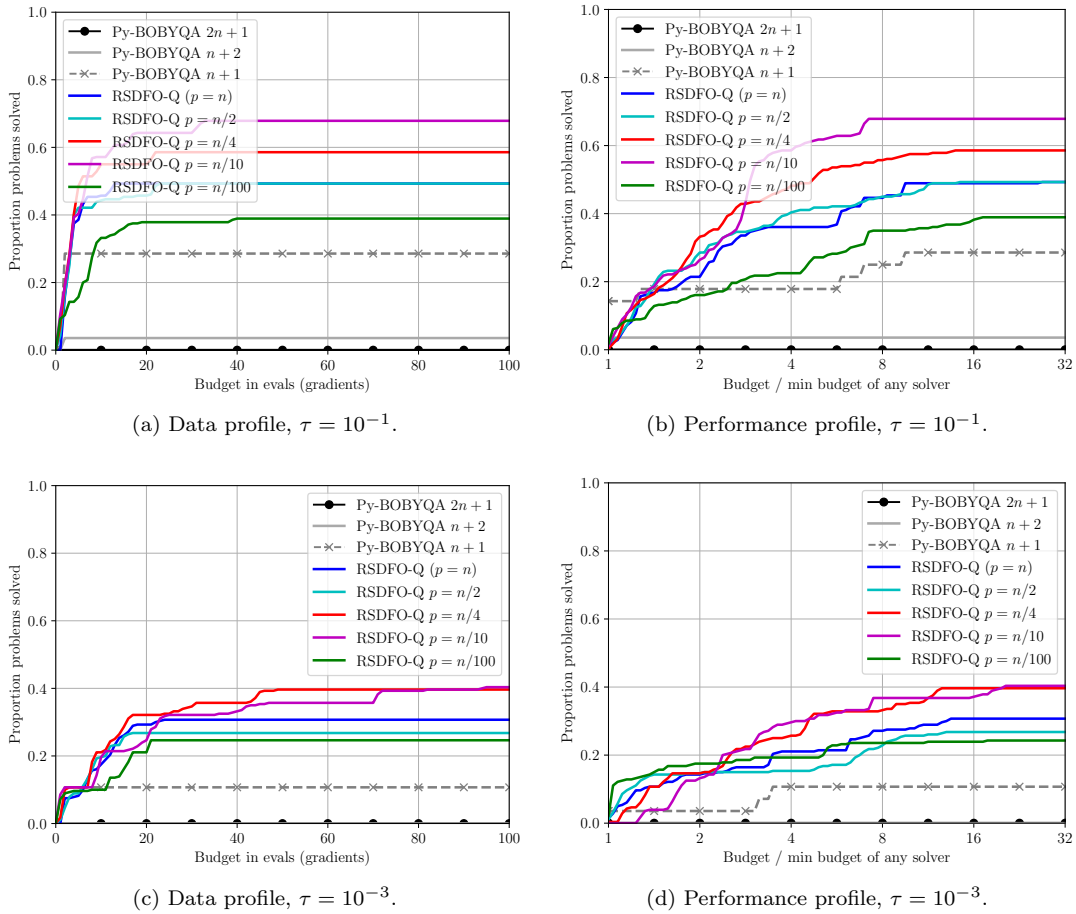 1.0
0.8
0.6
0.4
0.2
0.0
Proportion problems solved
Py-BOBYQA 2n + 1
Py-BOBYQA n + 2
Py-BOBYQA n + 1
RSDFO-Q (p = n)
RSDFO-Q p = n/2
RSDFO-Q p = n/4
RSDFO-Q p = n/10
RSDFO-Q p = n/100
0 20 40 60 80 100
Budget in evals (gradients)
(a) Data profile, τ = 10⁻¹.
1.0
0.8
0.6
0.4
0.2
0.0
Proportion problems solved
Py-BOBYQA 2n + 1
Py-BOBYQA n + 2
Py-BOBYQA n + 1
RSDFO-Q (p = n)
RSDFO-Q p = n/2
RSDFO-Q p = n/4
RSDFO-Q p = n/10
RSDFO-Q p = n/100
1 2 4 8 16 32
Budget / min budget of any solver
(b) Performance profile, τ = 10⁻¹.
1.0
0.8
0.6
0.4
0.2
0.0
Proportion problems solved
Py-BOBYQA 2n + 1
Py-BOBYQA n + 2
Py-BOBYQA n + 1
RSDFO-Q (p = n)
RSDFO-Q p = n/2
RSDFO-Q p = n/4
RSDFO-Q p = n/10
RSDFO-Q p = n/100
0 20 40 60 80 100
Budget in evals (gradients)
(c) Data profile, τ = 10⁻³.
1.0
0.8
0.6
0.4
0.2
0.0
Proportion problems solved
Py-BOBYQA 2n + 1
Py-BOBYQA n + 2
Py-BOBYQA n + 1
RSDFO-Q (p = n)
RSDFO-Q p = n/2
RSDFO-Q p = n/4
RSDFO-Q p = n/10
RSDFO-Q p = n/100
1 2 4 8 16 32
Budget / min budget of any solver
(d) Performance profile, τ = 10⁻³.